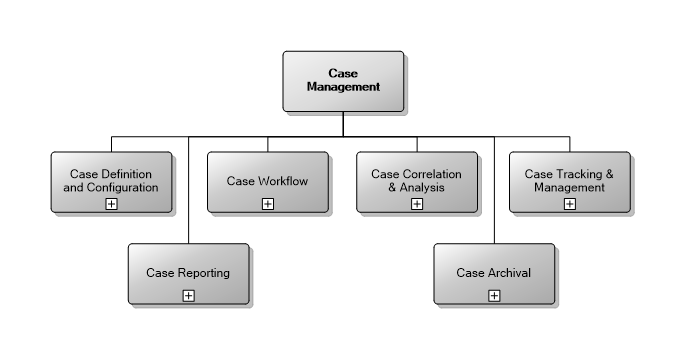 Case
Management
Case Definition
and Configuration
Case Workflow
Case Correlation
& Analysis
Case Tracking &
Management
Case Reporting
Case Archival